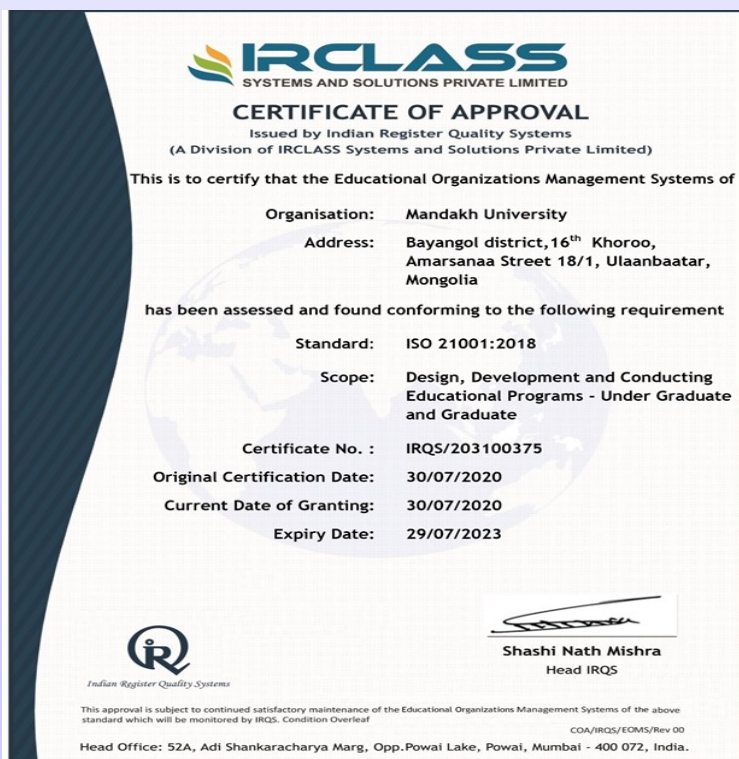 IRCLASS
SYSTEMS AND SOLUTIONS PRIVATE LIMITED
CERTIFICATE OF APPROVAL
Issued by Indian Register Quality Systems
(A Division of IRCLASS Systems and Solutions Private Limited)
This is to certify that the Educational Organizations Management Systems of
Organisation: Mandakh University
Address: Bayangol district,16th Khoroo,
Amarsanaa Street 18/1, Ulaanbaatar,
Mongolia
has been assessed and found conforming to the following requirement
Standard: ISO 21001:2018
Scope: Design, Development and Conducting
Educational Programs - Under Graduate
and Graduate
Certificate No. : IRQS/203100375
Original Certification Date: 30/07/2020
Current Date of Granting: 30/07/2020
Expiry Date: 29/07/2023
Shashi Nath Mishra
Head IRQS
IRQ
Indian Register Quality Systems
This approval is subject to continued satisfactory maintenance of the Educational Organizations Management Systems of the above
standard which will be monitored by IRQS. Condition Overleaf
COA/IRQS/EOMS/Rev 00
Head Office: 52A, Adi Shankaracharya Marg, Opp.Powai Lake, Powai, Mumbai - 400 072, India.